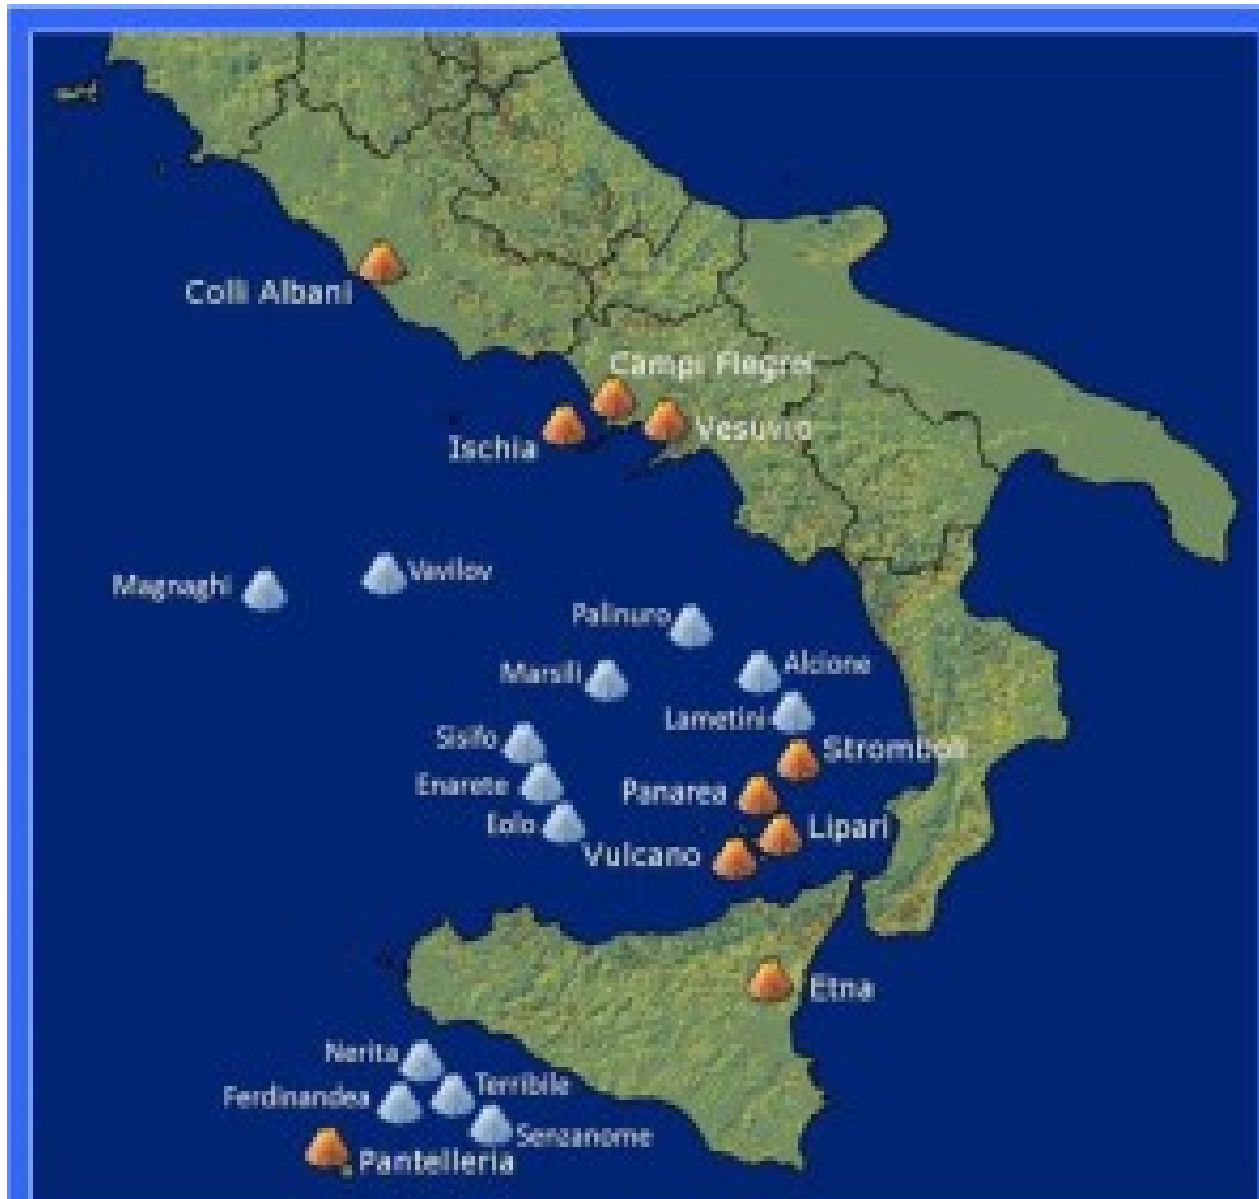 Colli Albani
Campi Flegrei
Vesuvio
Ischia
Magnaghi
Vavilov
Palinuro
Marsili
Alcione
Lametini
Sisifo
Stromboli
Enarete
Panarea
Eolo
Lipari
Vulcano
Etna
Nerita
Terribile
Ferdinandea
Senzanome
Pantelleria